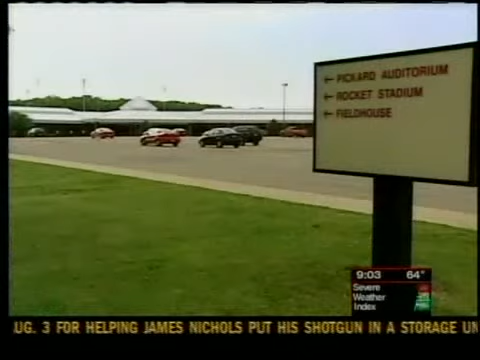 ← PICKARD AUDITORIUM
← ROCKET STADIUM
← FIELDHOUSE
9:03 64°
Severe
Weather
Index
UG. 3 FOR HELPING JAMES NICHOLS PUT HIS SHOTGUN IN A STORAGE UN